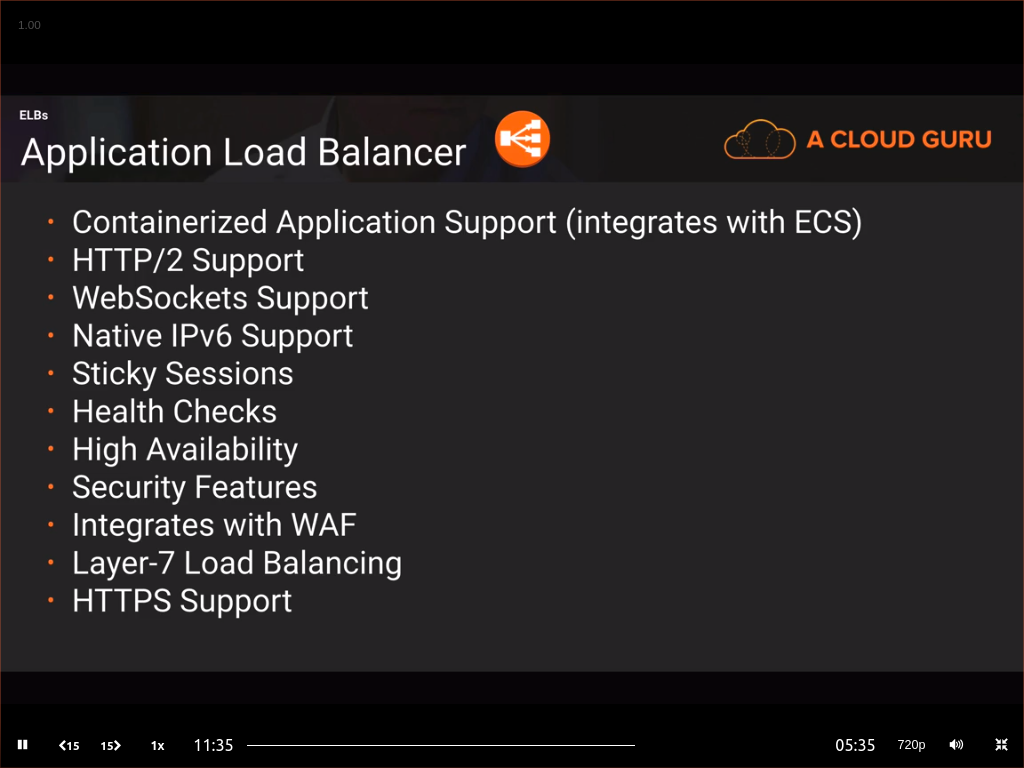 1.00
ELBs
Application Load Balancer
A CLOUD GURU
Containerized Application Support (integrates with ECS)
HTTP/2 Support
WebSockets Support
Native IPv6 Support
Sticky Sessions
Health Checks
High Availability
Security Features
Integrates with WAF
Layer-7 Load Balancing
HTTPS Support
15 15 1x 11:35 05:35 720p